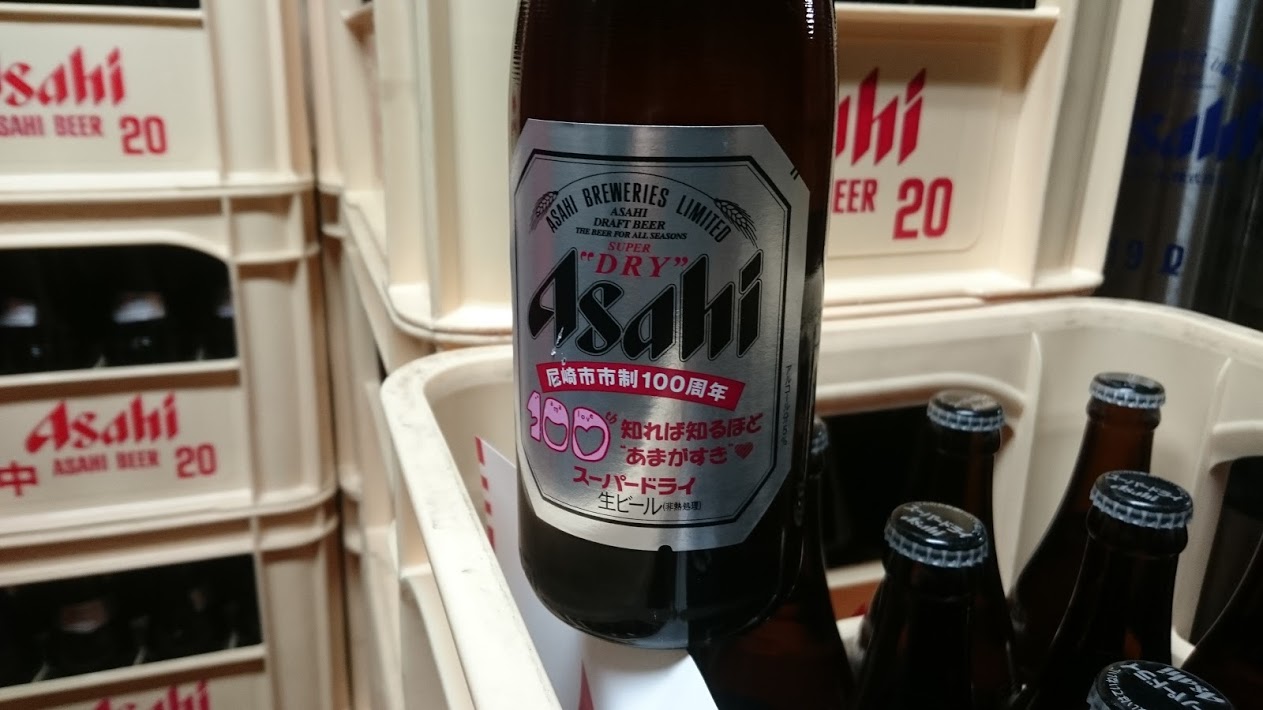 Asahi
ASAHI BEER 20
Asahi
中 ASAHI BEER 20
Asahi
ASAHI BREWERIES LIMITED
ASAHI
DRAFT BEER
THE BEER FOR ALL SEASONS
SUPER
"DRY"
Asahi
尼崎市市制100周年
100
知れば知るほど
"あまがすき"♥
スーパードライ
生ビール(非熱処理)
BEER 20
Asahi
Asahi
Asahi